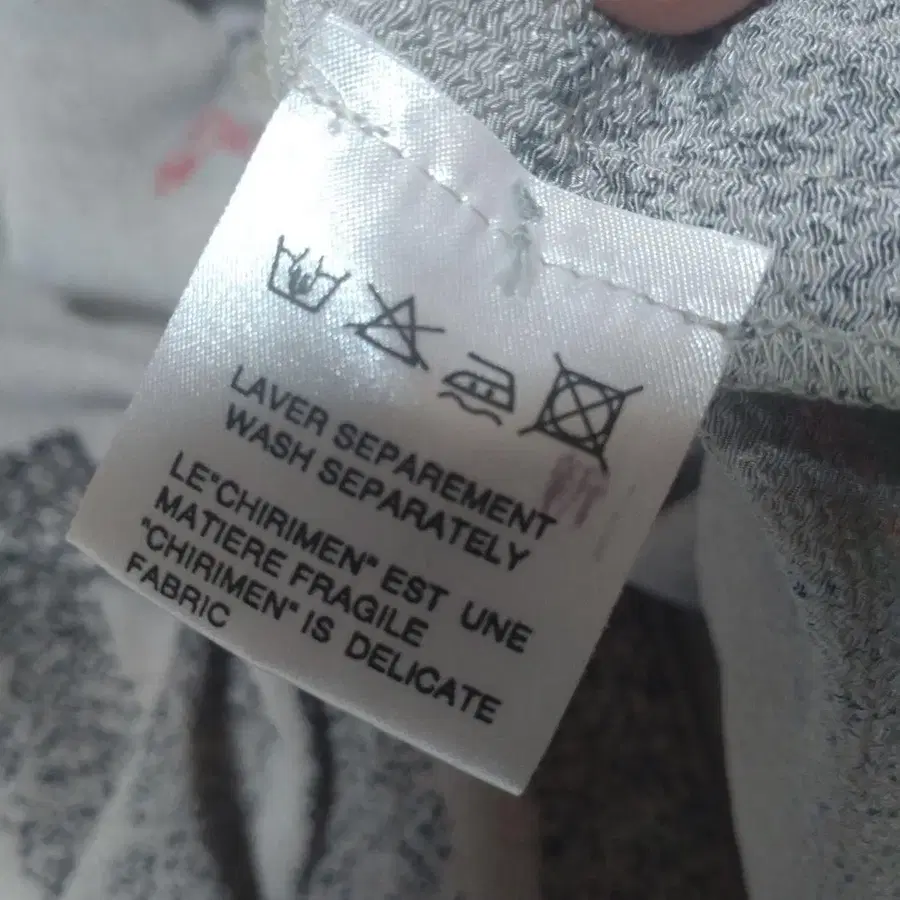 LAVER SEPAREMENT
WASH SEPARATELY
LE"CHIRIMEN" EST UNE
MATIERE FRAGILE
"CHIRIMEN" IS DELICATE
FABRIC